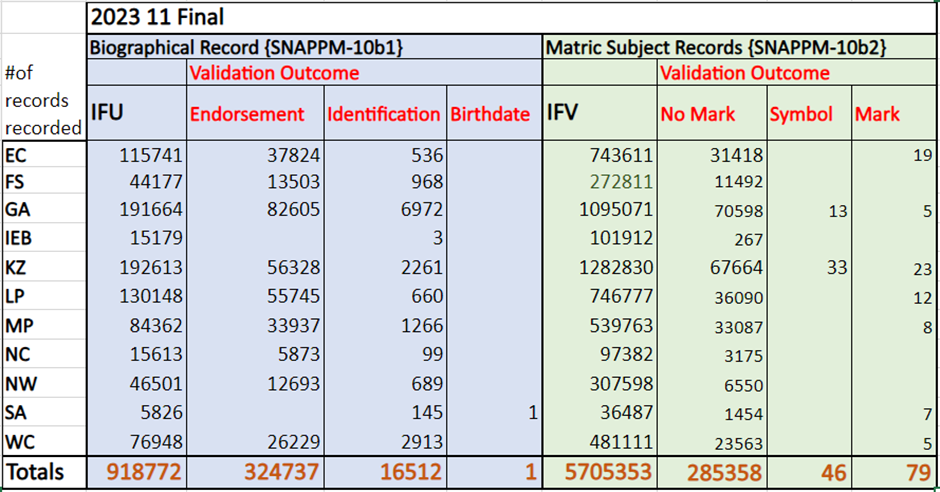 2023 11 Final
Biographical Record {SNAPPM-10b1} Matric Subject Records {SNAPPM-10b2}
#of records recorded Validation Outcome Validation Outcome
IFU Endorsement Identification Birthdate IFV No Mark Symbol Mark
EC 115741 37824 536 743611 31418 19
FS 44177 13503 968 272811 11492
GA 191664 82605 6972 1095071 70598 13 5
IEB 15179 3 101912 267
KZ 192613 56328 2261 1282830 67664 33 23
LP 130148 55745 660 746777 36090 12
MP 84362 33937 1266 539763 33087 8
NC 15613 5873 99 97382 3175
NW 46501 12693 689 307598 6550
SA 5826 145 1 36487 1454 7
WC 76948 26229 2913 481111 23563 5
Totals 918772 324737 16512 1 5705353 285358 46 79